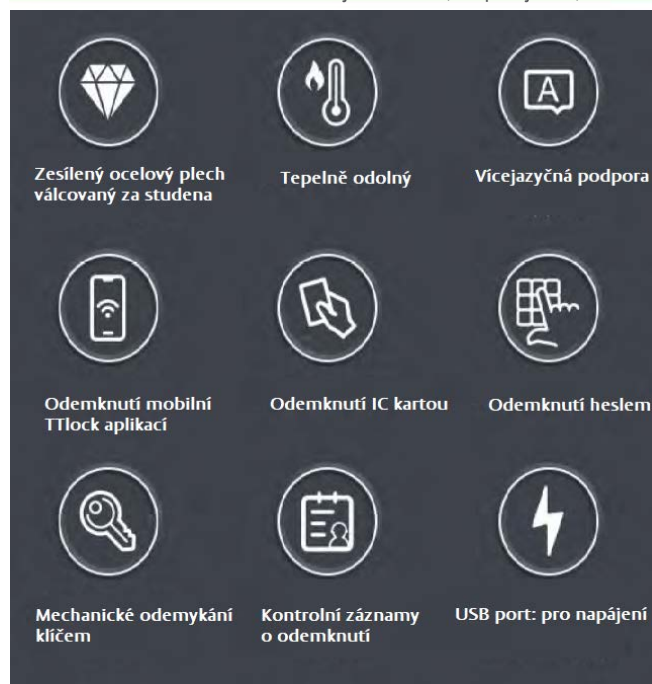 Zesílený ocelový plech
válcovaný za studena
Tepelně odolný
Vícejazyčná podpora
A
Odemknutí mobilní
TTlock aplikací
Odemknutí IC kartou
Odemknutí heslem
Mechanické odemykání
klíčem
Kontrolní záznamy
o odemknutí
USB port: pro napájení